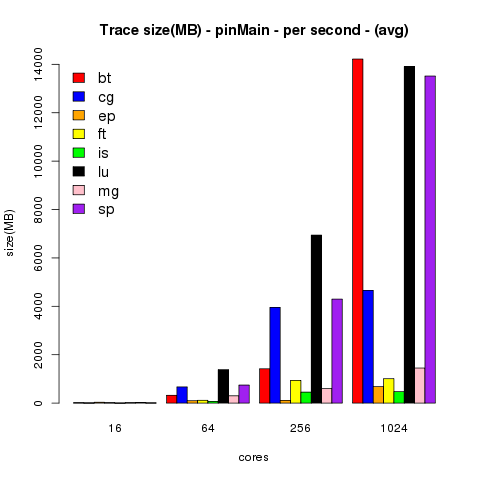 Trace size(MB) - pinMain - per second - (avg)
size(MB)
14000
12000
10000
8000
6000
4000
2000
0
bt
cg
ep
ft
is
lu
mg
sp
16 64 256 1024
cores